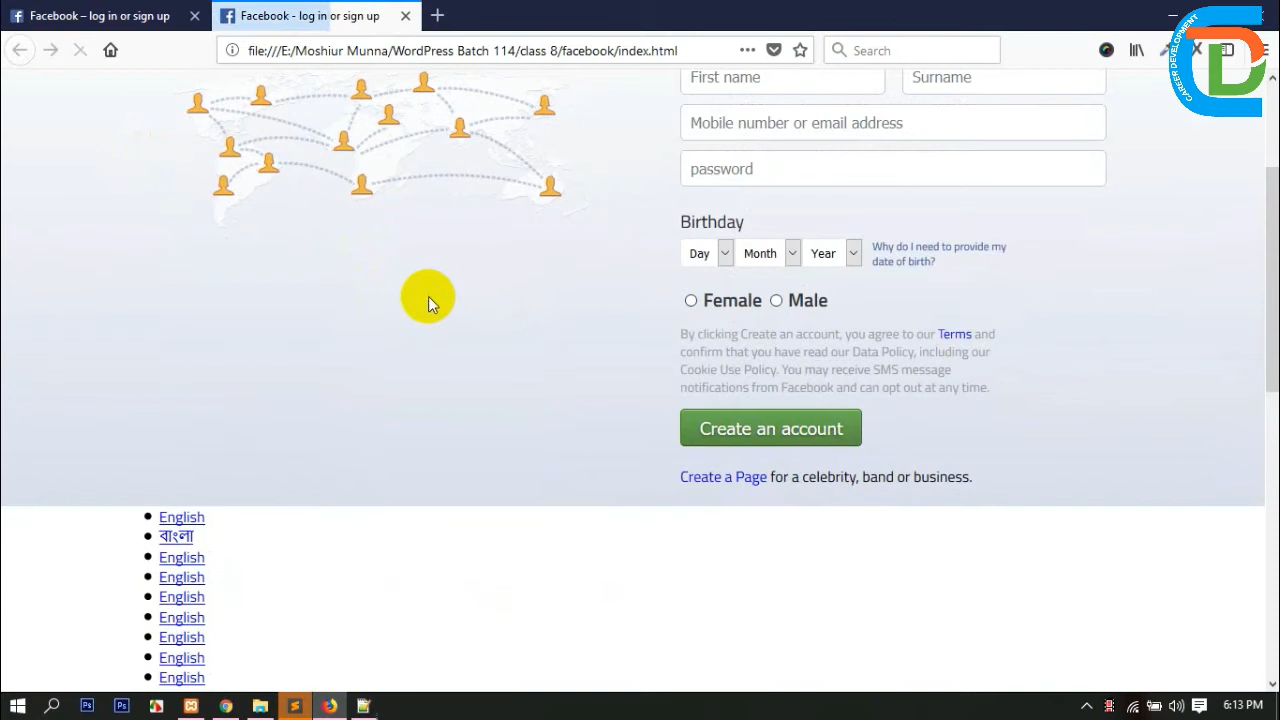 Facebook – log in or sign up
Facebook - log in or sign up
file:///E:/Moshiur Munna/WordPress Batch 114/class 8/facebook/index.html
Search
CAREER DEVELOPMENT
First name
Surname
Mobile number or email address
password
Birthday
Day
Month
Year
Why do I need to provide my
date of birth?
Female
Male
By clicking Create an account, you agree to our Terms and
confirm that you have read our Data Policy, including our
Cookie Use Policy. You may receive SMS message
notifications from Facebook and can opt out at any time.
Create an account
Create a Page for a celebrity, band or business.
English
বাংলা
English
English
English
English
English
English
English
6:13 PM